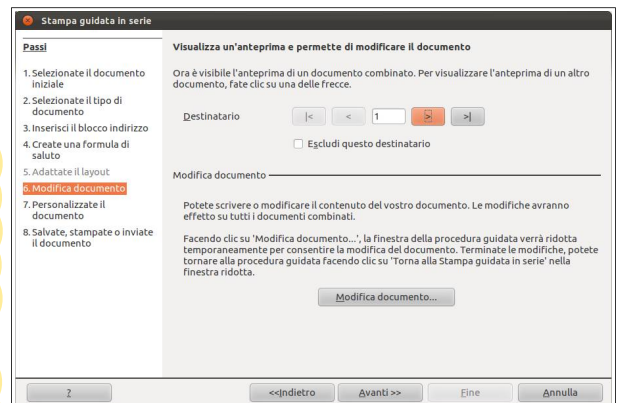 Stampa guidata in serie
Passi
1. Selezionate il documento
iniziale
2. Selezionate il tipo di
documento
3. Inserisci il blocco indirizzo
4. Create una formula di
saluto
5. Adattate il layout
6. Modifica documento
7. Personalizzate il
documento
8. Salvate, stampate o inviate
il documento
Visualizza un'anteprima e permette di modificare il documento
Ora è visibile l'anteprima di un documento combinato. Per visualizzare l'anteprima di un altro
documento, fate clic su una delle frecce.
Destinatario |< < 1 > >|
Escludi questo destinatario
Modifica documento
Potete scrivere o modificare il contenuto del vostro documento. Le modifiche avranno
effetto su tutti i documenti combinati.
Facendo clic su 'Modifica documento...', la finestra della procedura guidata verrà ridotta
temporaneamente per consentire la modifica del documento. Terminate le modifiche, potete
tornare alla procedura guidata facendo clic su 'Torna alla Stampa guidata in serie' nella
finestra ridotta.
Modifica documento...
? <<Indietro Avanti >> Fine Annulla